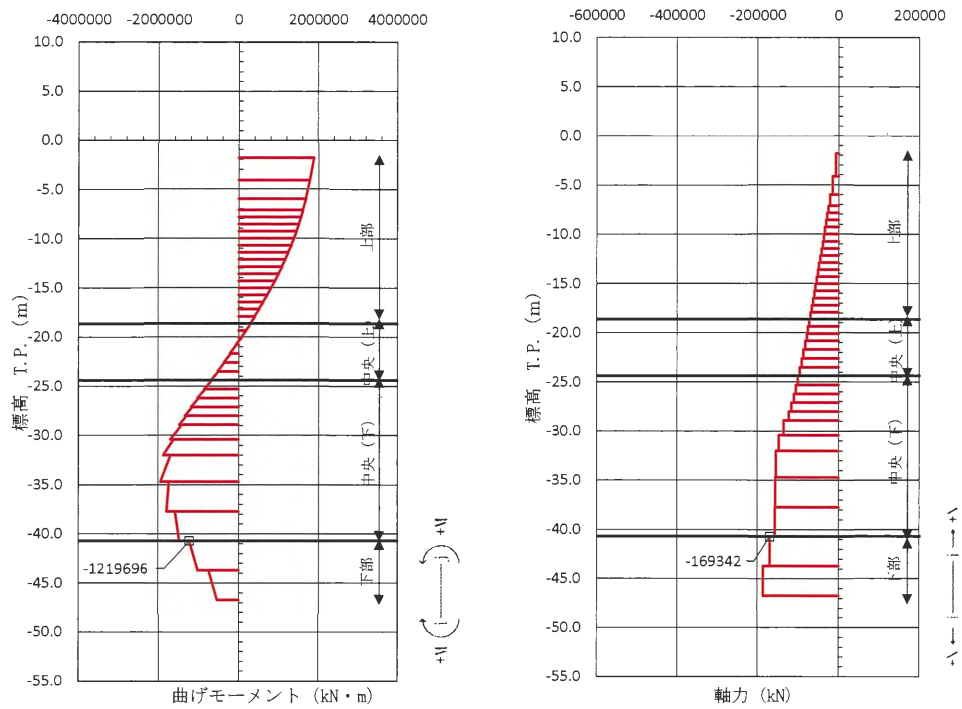 -4000000 -2000000 0 2000000 4000000
10.0
5.0
0.0
-5.0
-10.0
-15.0
-20.0
-25.0
-30.0
-35.0
-40.0
-45.0
-50.0
-55.0
標高 T.P. (m)
上部
中央 (上)
中央 (下)
下部
-1219696
曲げモーメント (kN・m)
+M i j +M
-600000 -400000 -200000 0 200000
10.0
5.0
0.0
-5.0
-10.0
-15.0
-20.0
-25.0
-30.0
-35.0
-40.0
-45.0
-50.0
-55.0
標高 T.P. (m)
上部
中央 (上)
中央 (下)
下部
-169342
軸力 (kN)
+N i j +N